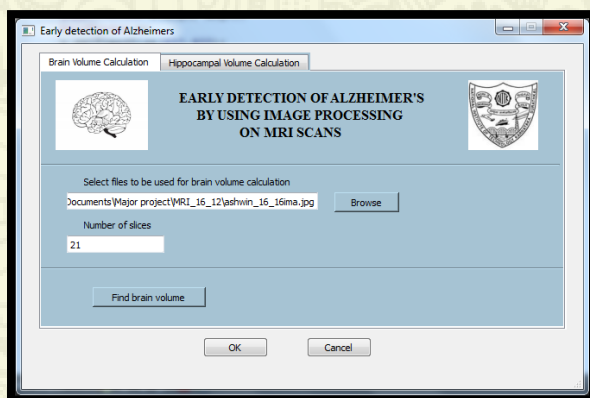 Early detection of Alzheimers
Brain Volume Calculation
Hippocampal Volume Calculation
EARLY DETECTION OF ALZHEIMER'S
BY USING IMAGE PROCESSING
ON MRI SCANS
Select files to be used for brain volume calculation
Documents\Major project\MRI_16_12\ashwin_16_16ima.jpg
Browse
Number of slices
21
Find brain volume
OK
Cancel